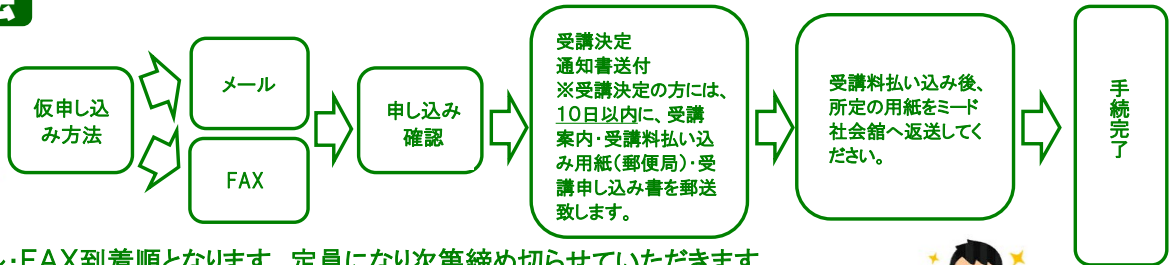 仮申し込
み方法
メール
FAX
申し込み
確認
受講決定
通知書送付
※受講決定の方には、
10日以内に、受講
案内・受講料払い込
み用紙(郵便局)・受
講申し込み書を郵送
致します。
受講料払い込み後、
所定の用紙をミード
社会舘へ返送してく
ださい。
手続完了
・FAX到着順となります。定員になり次第締め切らせていただきます